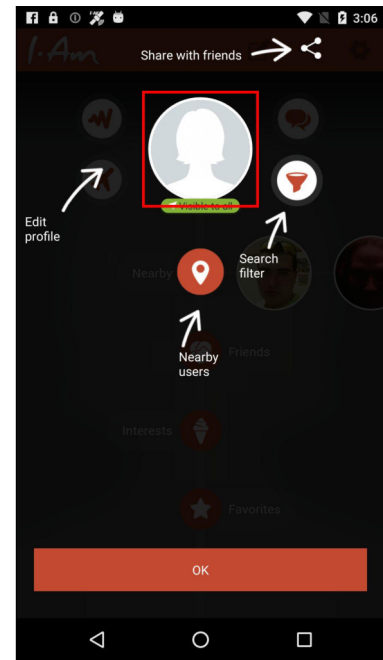 3:06
I·Am
Share with friends
Visible to all
Edit
profile
Search
filter
Nearby
Nearby
users
Friends
Interests
Favorites
OK